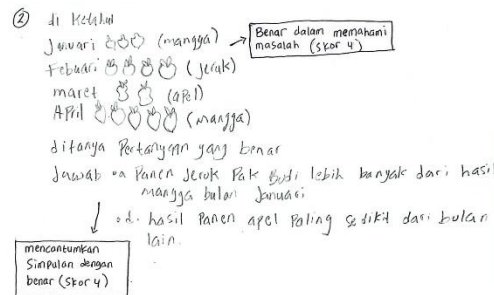 ② di Ketahui
Januari (mangga)
Benar dalam memahami
masalah (skor 4)
Febuari (jeruk)
maret (apel)
April (mangga)
ditanya Pertanyaan yang benar
Jawab a Panen Jeruk Pak Budi lebih banyak dari hasil
mangga bulan Januari
d. hasil Panen apel Paling sedikit dari bulan
lain.
mencantumkan
Simpulan dengan
benar (Skor 4)